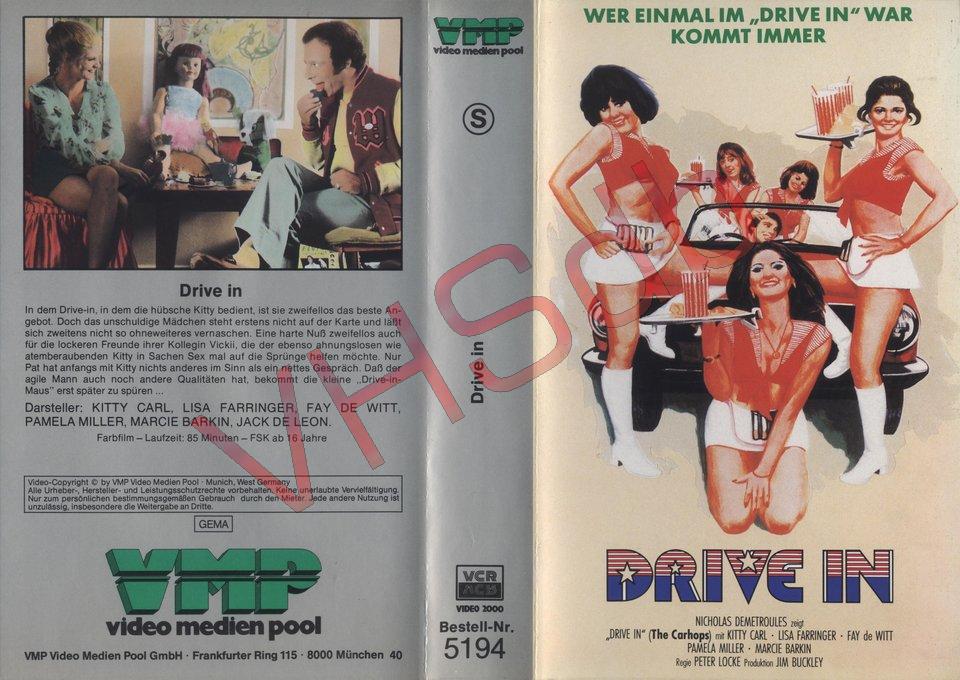 Drive in
In dem Drive-in, in dem die hübsche Kitty bedient, ist sie zweifellos das beste An-
gebot. Doch das unschuldige Mädchen steht erstens nicht auf der Karte und läßt
sich zweitens nicht so ohneweiteres vernaschen. Eine harte Nuß zweifellos auch
für die lockeren Freunde ihrer Kollegin Vickii, die der ebenso ahnungslosen wie
atemberaubenden Kitty in Sachen Sex mal auf die Sprünge helfen möchte. Nur
Pat hat anfangs mit Kitty nichts anderes im Sinn als ein nettes Gespräch. Daß der
agile Mann auch noch andere Qualitäten hat, bekommt die kleine „Drive-in-
Maus" erst später zu spüren ...
Darsteller: KITTY CARL, LISA FARRINGER, FAY DE WITT,
PAMELA MILLER, MARCIE BARKIN, JACK DE LEON.
Farbfilm – Laufzeit: 85 Minuten – FSK ab 16 Jahre
Video-Copyright © by VMP Video Medien Pool · Munich, West Germany
Alle Urheber-, Hersteller- und Leistungsschutzrechte vorbehalten. Keine unerlaubte Vervielfältigung.
Nur zum persönlichen bestimmungsgemäßen Gebrauch durch den Mieter. Jede andere Nutzung ist
unzulässig, insbesondere die Weitergabe an Dritte.
GEMA
VMP
video medien pool
VMP Video Medien Pool GmbH · Frankfurter Ring 115 · 8000 München 40
VMP
video medien pool
S
Drive in
VCR
VIDEO 2000
Bestell-Nr.
5194
WER EINMAL IM „DRIVE IN" WAR
KOMMT IMMER
DRIVE IN
NICHOLAS DEMETROULES zeigt
„DRIVE IN" (The Carhops) mit KITTY CARL · LISA FARRINGER · FAY de WITT
PAMELA MILLER · MARCIE BARKIN
Regie PETER LOCKE Produktion JIM BUCKLEY